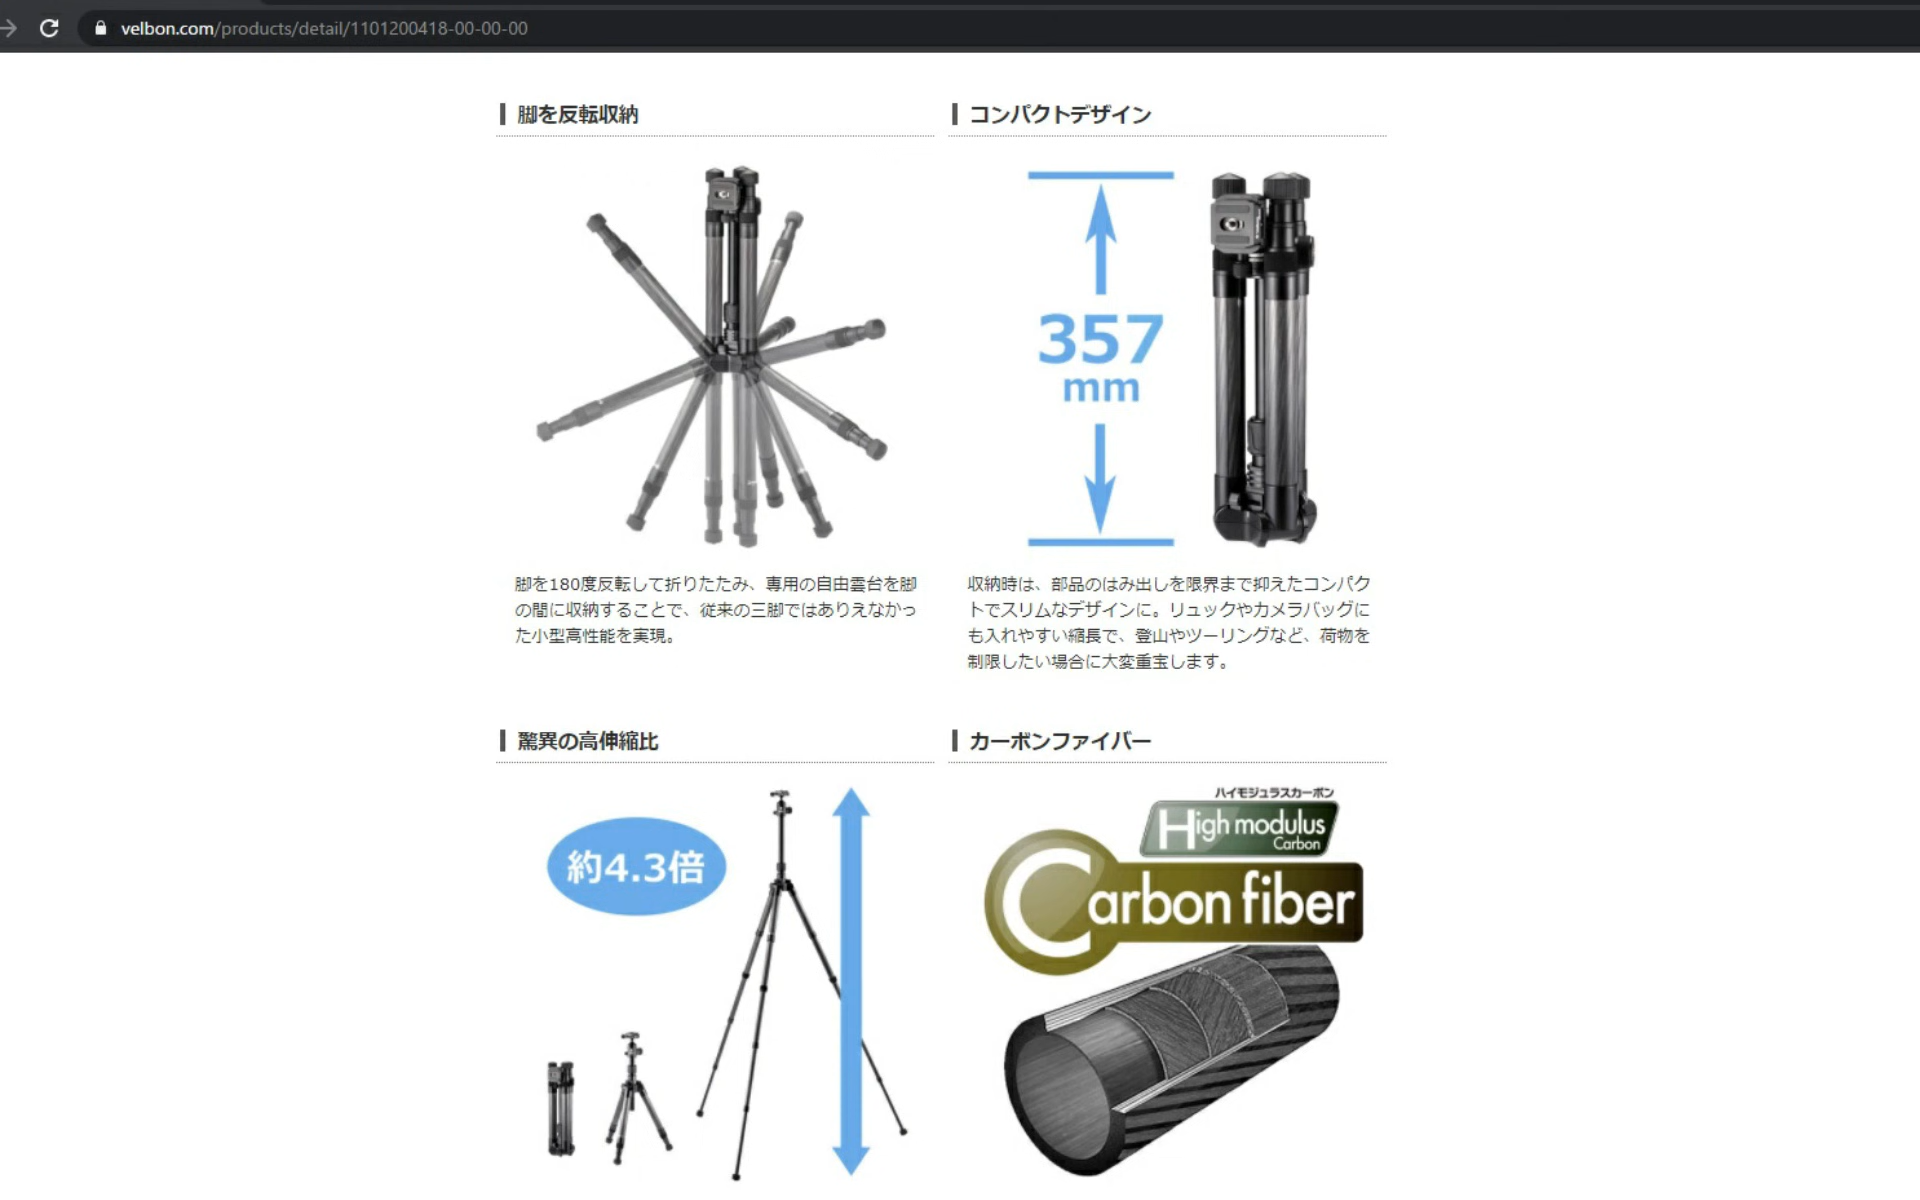 velbon.com/products/detail/1101200418-00-00-00
脚を反転収納
脚を180度反転して折りたたみ、専用の自由雲台を脚
の間に収納することで、従来の三脚ではありえなかっ
た小型高性能を実現。
コンパクトデザイン
357
mm
収納時は、部品のはみ出しを限界まで抑えたコンパク
トでスリムなデザインに。リュックやカメラバッグに
も入れやすい縮長で、登山やツーリングなど、荷物を
制限したい場合に大変重宝します。
驚異の高伸縮比
約4.3倍
カーボンファイバー
ハイモジュラスカーボン
High modulus
Carbon
Carbon fiber